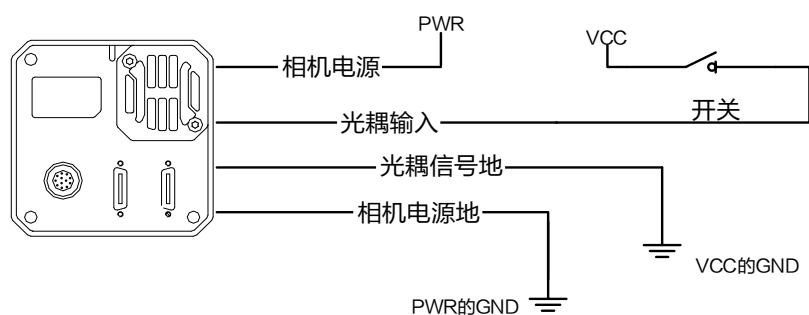 PWR
VCC
相机电源
开关
光耦输入
光耦信号地
相机电源地
VCC的GND
PWR的GND